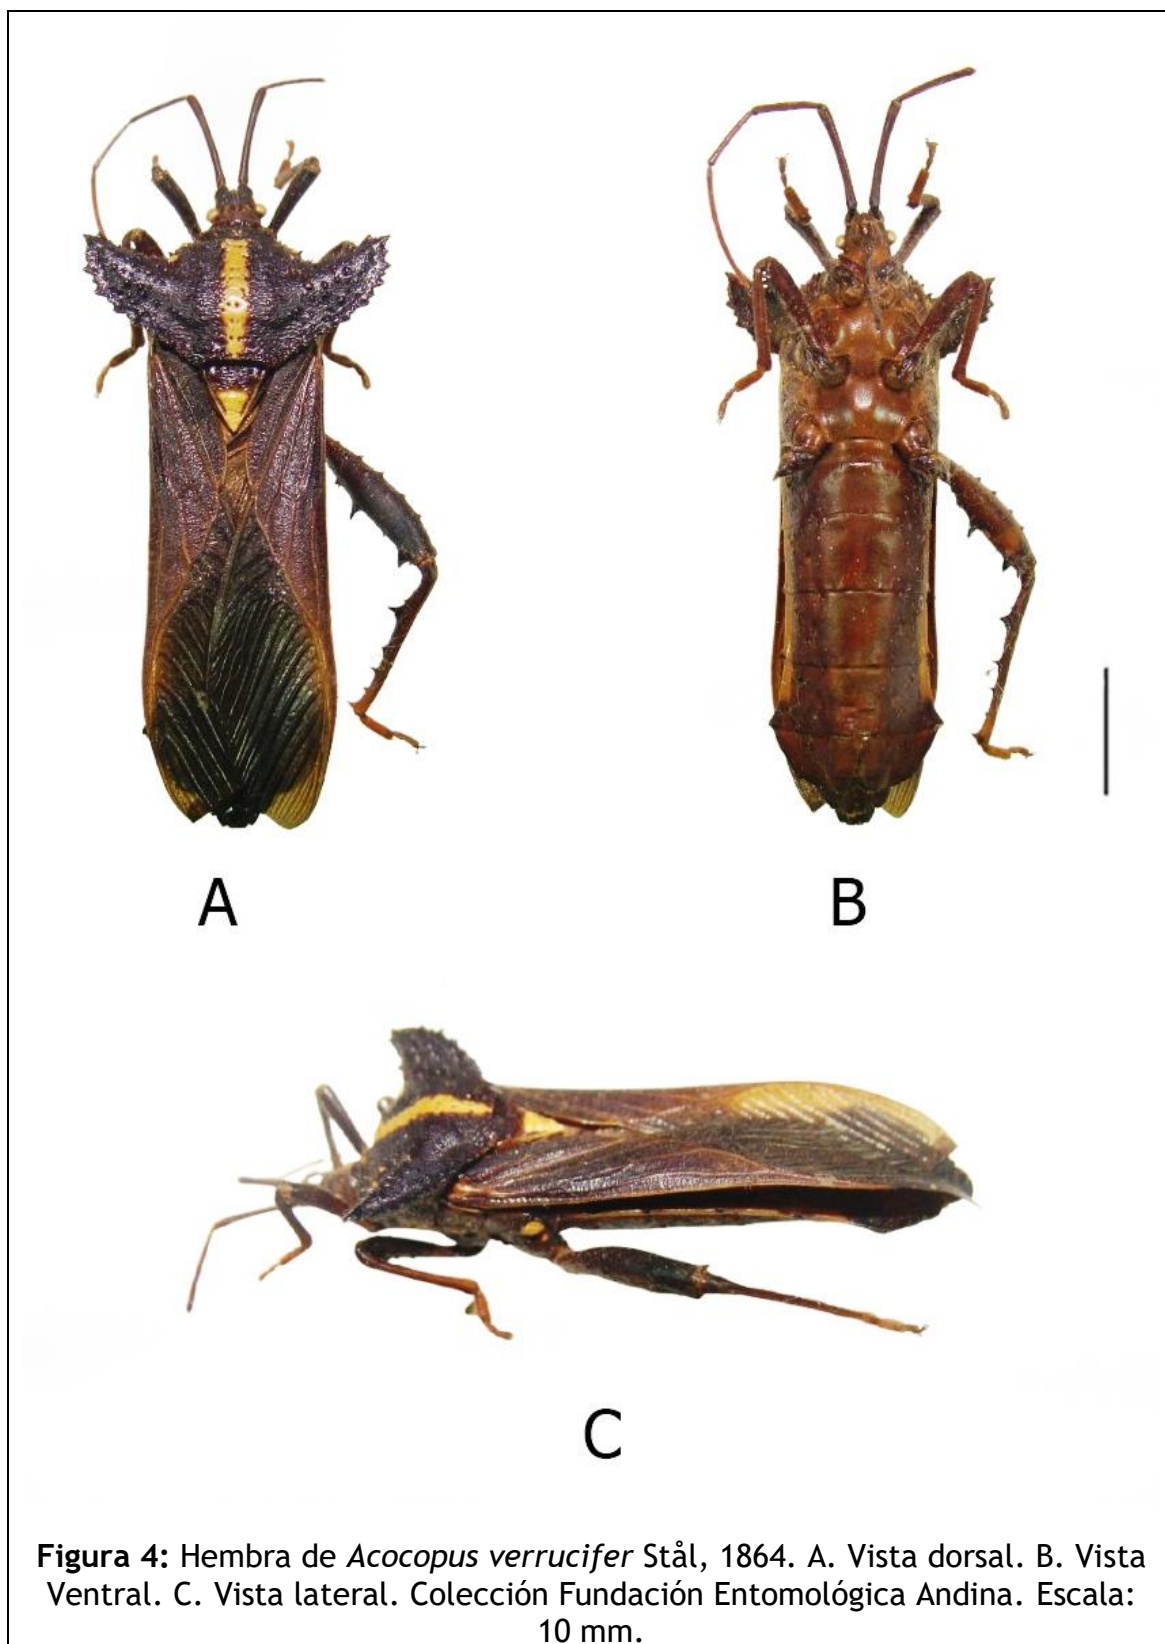 A
B
C
Figura 4: Hembra de Acocopus verrucifer Stål, 1864. A. Vista dorsal. B. Vista
Ventral. C. Vista lateral. Colección Fundación Entomológica Andina. Escala:
10 mm.